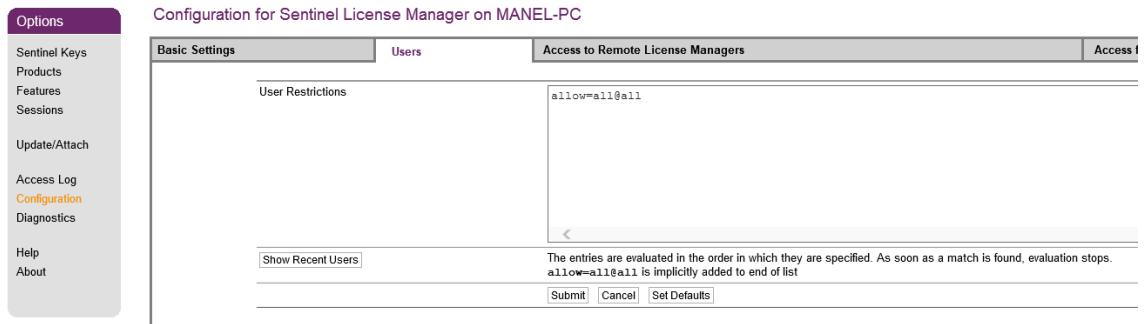 Options
Sentinel Keys
Products
Features
Sessions
Update/Attach
Access Log
Configuration
Diagnostics
Help
About
Configuration for Sentinel License Manager on MANEL-PC
Basic Settings
Users
Access to Remote License Managers
Access f
User Restrictions
allow=all@all
Show Recent Users
The entries are evaluated in the order in which they are specified. As soon as a match is found, evaluation stops.
allow=all@all is implicitly added to end of list
Submit Cancel Set Defaults